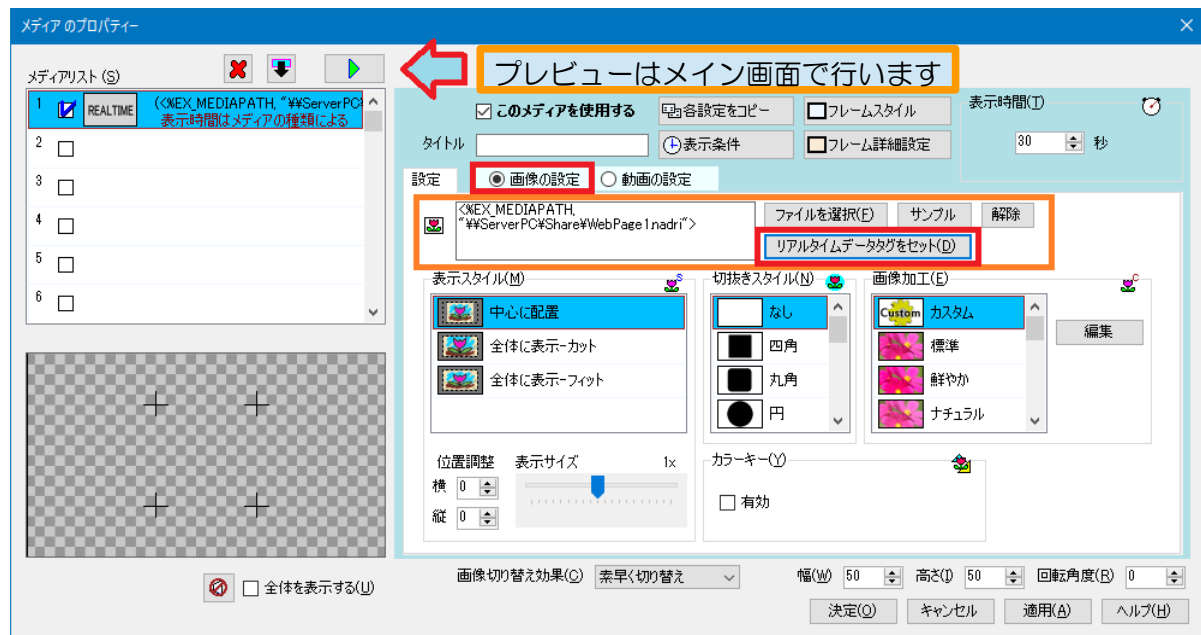 メディア のプロパティー
メディアリスト (S)
プレビューはメイン画面で行います
1 REALTIME (<%EX_MEDIAPATH, "¥¥ServerPC¥
表示時間はメディアの種類による
2
3
4
5
6
このメディアを使用する
各設定をコピー
フレームスタイル
表示時間(T)
タイトル
表示条件
フレーム詳細設定
30 秒
設定
画像の設定
動画の設定
<%EX_MEDIAPATH,
"¥¥ServerPC¥Share¥WebPage1.nadri">
ファイルを選択(F)
サンプル
解除
リアルタイムデータタグをセット(D)
表示スタイル(M)
中心に配置
全体に表示-カット
全体に表示-フィット
切抜きスタイル(N)
なし
四角
丸角
円
画像加工(E)
Custom カスタム
標準
鮮やか
ナチュラル
編集
位置調整
表示サイズ
1x
横 0
縦 0
カラーキー(Y)
有効
全体を表示する(U)
画像切り替え効果(C) 素早く切り替え
幅(W) 50
高さ(I) 50
回転角度(R) 0
決定(O)
キャンセル
適用(A)
ヘルプ(H)